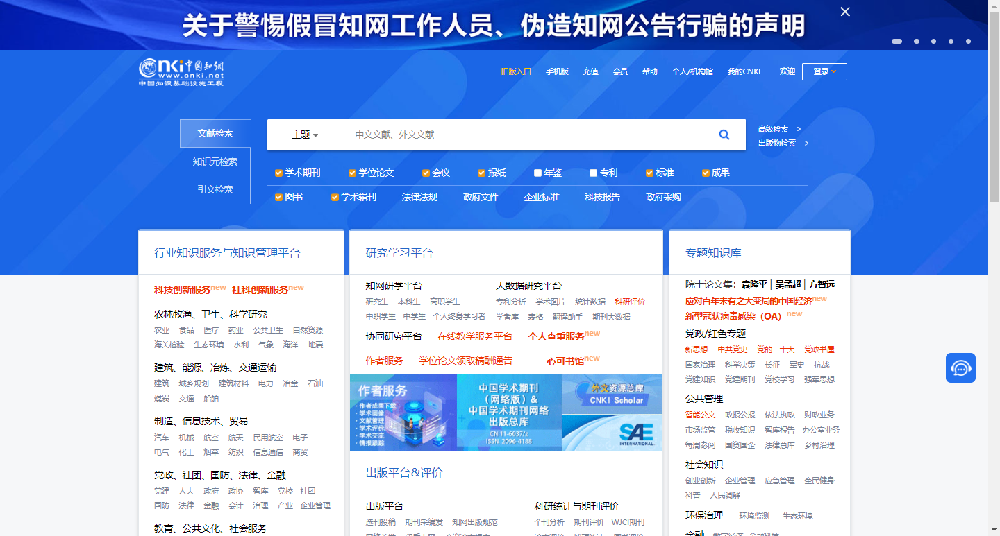 关于警惕假冒知网工作人员、伪造知网公告行骗的声明
cnki 中国知网
www.cnki.net
中国知识基础设施工程
旧版入口 手机版 充值 会员 帮助 个人/机构馆 我的CNKI 欢迎 登录
文献检索
知识元检索
引文检索
主题 中文文献、外文文献
高级检索 >
出版物检索 >
学术期刊 学位论文 会议 报纸 年鉴 专利 标准 成果
图书 学术辑刊 法律法规 政府文件 企业标准 科技报告 政府采购
行业知识服务与知识管理平台
科技创新服务new 社科创新服务new
农林牧渔、卫生、科学研究
农业 食品 医疗 药业 公共卫生 自然资源
海关检验 生态环境 水利 气象 海洋 地震
建筑、能源、冶炼、交通运输
建筑 城乡规划 建筑材料 电力 冶金 石油
煤炭 交通 船舶
制造、信息技术、贸易
汽车 机械 航空 航天 民用航空 电子
电气 化工 烟草 纺织 信息通信 商贸
党政、社团、国防、法律、金融
党建 人大 政府 政协 智库 党校 社团
国防 法律 金融 会计 治理 产业 企业管理
教育、公共文化、社会服务
研究学习平台
知网研学平台
研究生 本科生 高职学生
中职学生 中学生 个人终身学习者
大数据研究平台
专利分析 学术图片 统计数据 科研评价
学者库 表格 翻译助手 期刊大数据
协同研究平台 在线教学服务平台 个人查重服务new
作者服务 学位论文领取稿酬通告 心可书馆new
作者服务
·作者成果下载
·学术画像
·文献管理
·学术评价
·学术交流
·情报跟踪
中国学术期刊
（网络版）&
中国学术期刊网络
出版总库
CN 11-6037/z
ISSN 2096-4188
外文资源总库
CNKI Scholar
SAE
INTERNATIONAL.
出版平台&评价
出版平台
选刊投稿 期刊采编发 知网出版规范
科研统计与期刊评价
个刊分析 期刊评价 WJCI期刊
专题知识库
院士论文集：袁隆平 | 吴孟超 | 方智远
应对百年未有之大变局的中国经济new
新型冠状病毒感染（OA）new
党政/红色专题
新思想 中共党史 党的二十大 党政书屋
国家治理 科学决策 长征 军史 抗战
党建知识 党建期刊 党校学习 强军思想
公共管理
智能公文 政报公报 依法执政 财政业务
市场监管 税收知识 智库报告 办公室业务
每周参阅 国资国企 法律总库 乡村治理
社会知识
创业创新 企业管理 应急管理 全民健身
科普 人民调解
环保治理 环境监测 生态环境